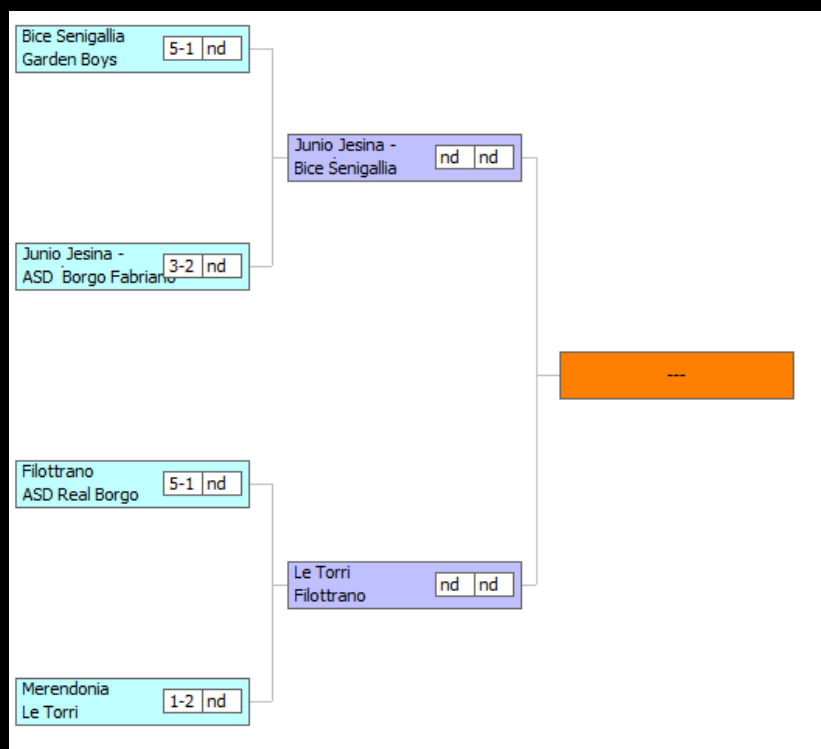 Bice Senigallia
Garden Boys
5-1 nd
Junio Jesina -
Bice Senigallia
nd nd
Junio Jesina -
ASD Borgo Fabriano
3-2 nd
---
Filottrano
ASD Real Borgo
5-1 nd
Le Torri
Filottrano
nd nd
Merendonia
Le Torri
1-2 nd